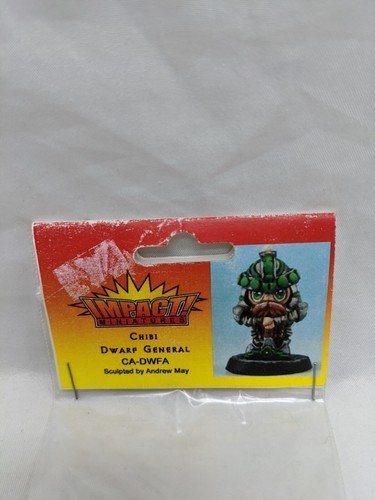 IMPACT!
MINIATURES
CHIBI
DWARF GENERAL
CA-DWFA
Sculpted by Andrew May